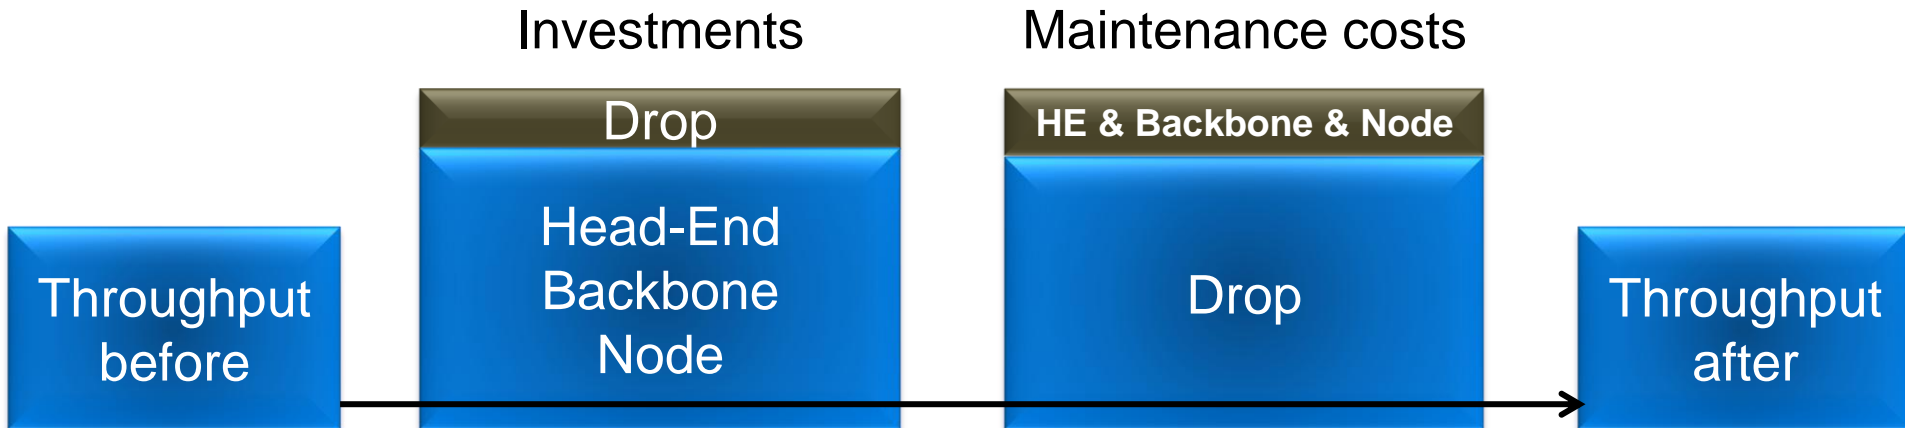 Investments
Maintenance costs
Drop
HE & Backbone & Node
Throughput
before
Head-End
Backbone
Node
Drop
Throughput
after